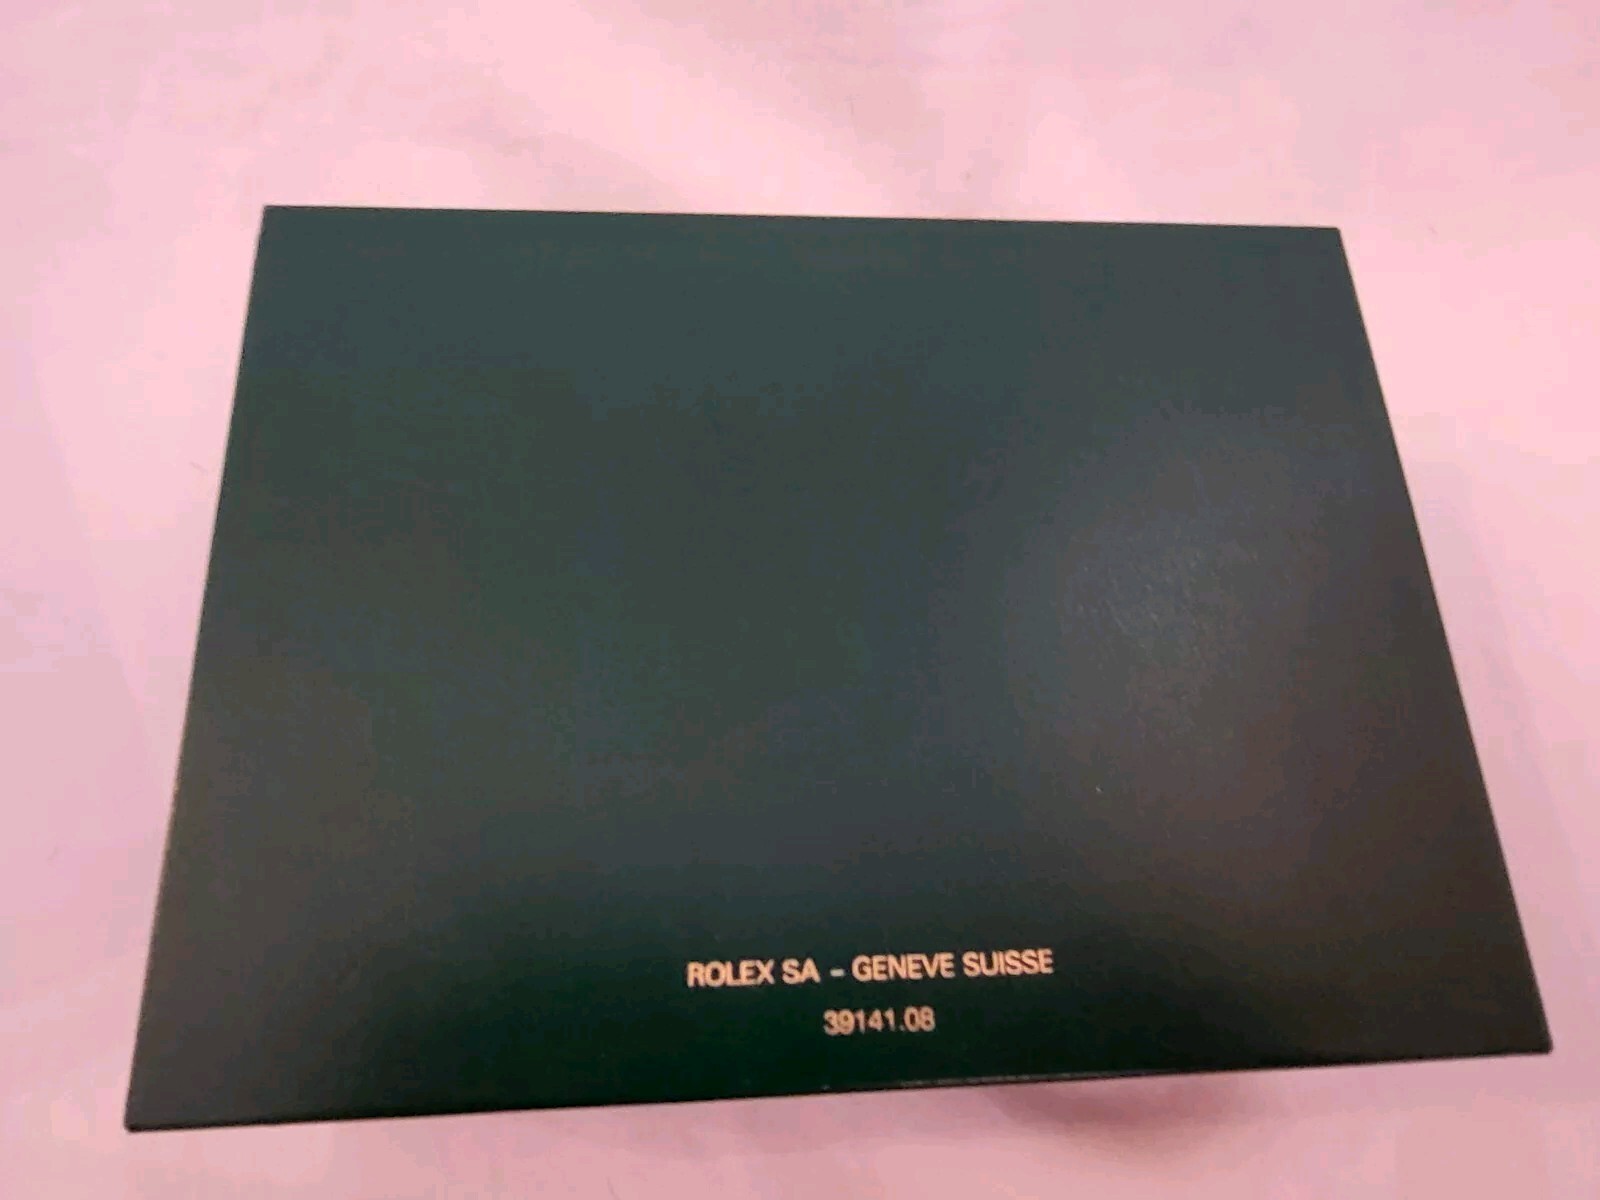 ROLEX SA - GENEVE SUISSE
39141.08